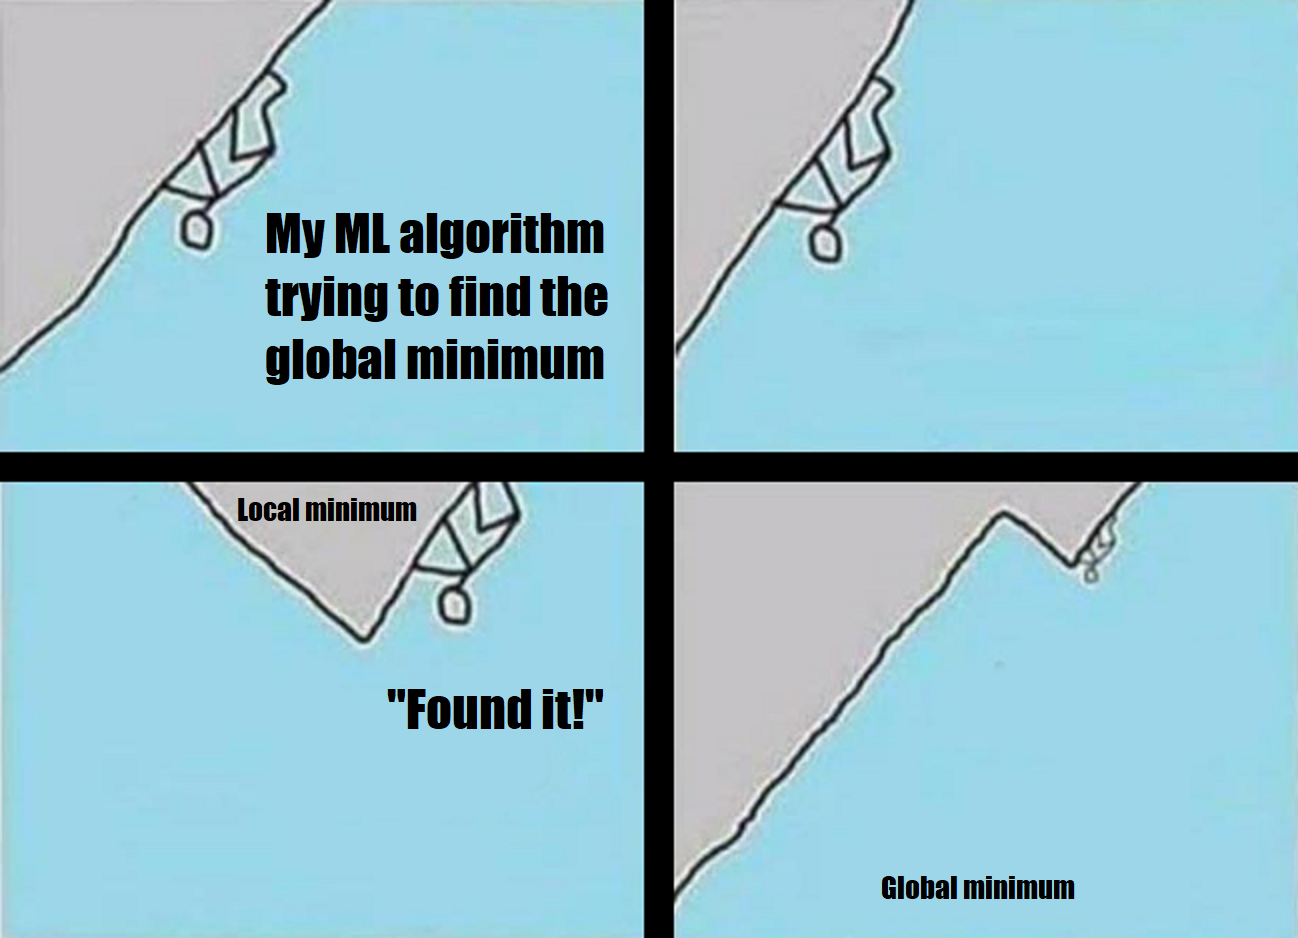 My ML algorithm
trying to find the
global minimum
Local minimum
"Found it!"
Global minimum